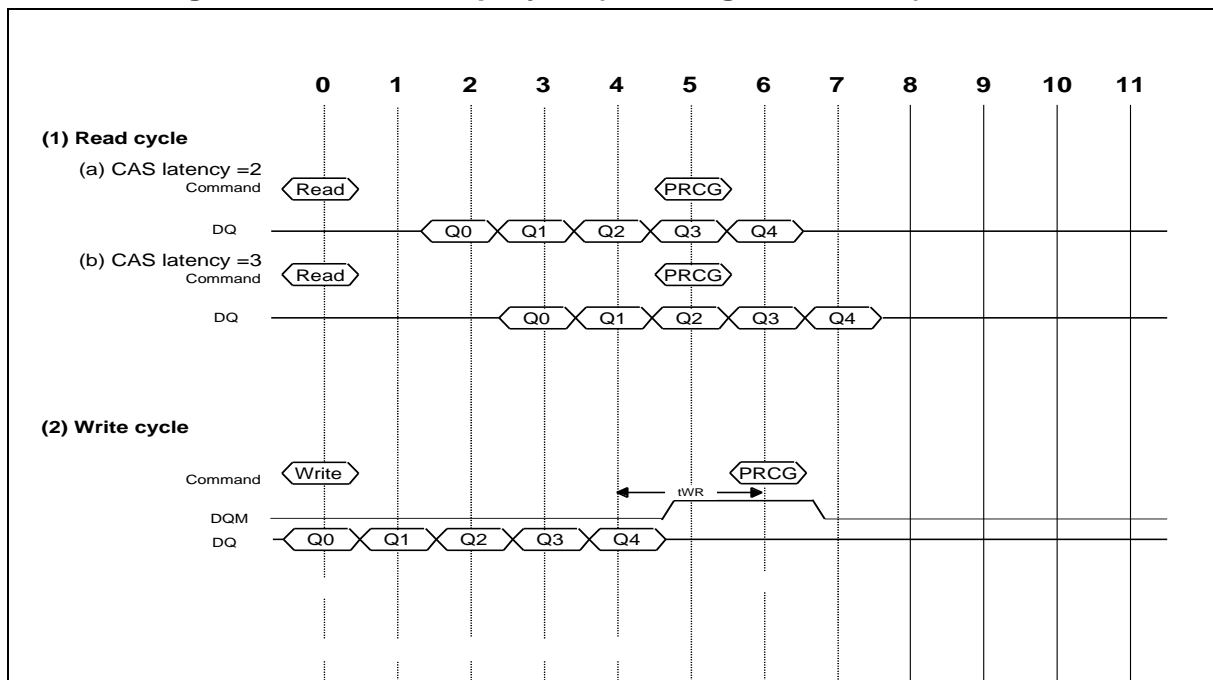 0 1 2 3 4 5 6 7 8 9 10 11
(1) Read cycle
(a) CAS latency =2
Command Read PRCG
DQ Q0 Q1 Q2 Q3 Q4
(b) CAS latency =3
Command Read PRCG
DQ Q0 Q1 Q2 Q3 Q4
(2) Write cycle
Command Write PRCG
tWR
DQM
DQ Q0 Q1 Q2 Q3 Q4